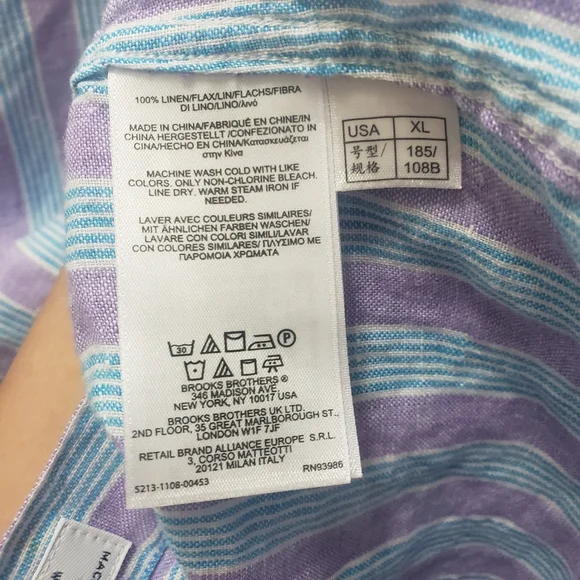 100% LINEN/FLAX/LIN/FLACHS/FIBRA
DI LINO/LINO/λινό
MADE IN CHINA/FABRIQUÉ EN CHINE/IN
CHINA HERGESTELLT /CONFEZIONATO IN
CINA/HECHO EN CHINA/Κατασκευάζεται
στην Κίνα
MACHINE WASH COLD WITH LIKE
COLORS. ONLY NON-CHLORINE BLEACH.
LINE DRY. WARM STEAM IRON IF
NEEDED.
LAVER AVEC COULEURS SIMILAIRES/
MIT ÄHNLICHEN FARBEN WASCHEN/
LAVARE CON COLORI SIMILI/LAVAR
CON COLORES SIMILARES/ ΠΛΥΣΙΜΟ ΜΕ
ΠΑΡΟΜΟΙΑ ΧΡΩΜΑΤΑ
30 P
BROOKS BROTHERS ®
346 MADISON AVE.
NEW YORK, NY 10017 USA
BROOKS BROTHERS UK LTD.
2ND FLOOR, 35 GREAT MARLBOROUGH ST.,
LONDON W1F 7JF
RETAIL BRAND ALLIANCE EUROPE S.R.L.
3, CORSO MATTEOTTI
20121 MILAN ITALY
RN93986
S213-1108-00453
USA XL
号型/ 185/
规格 108B
MAC